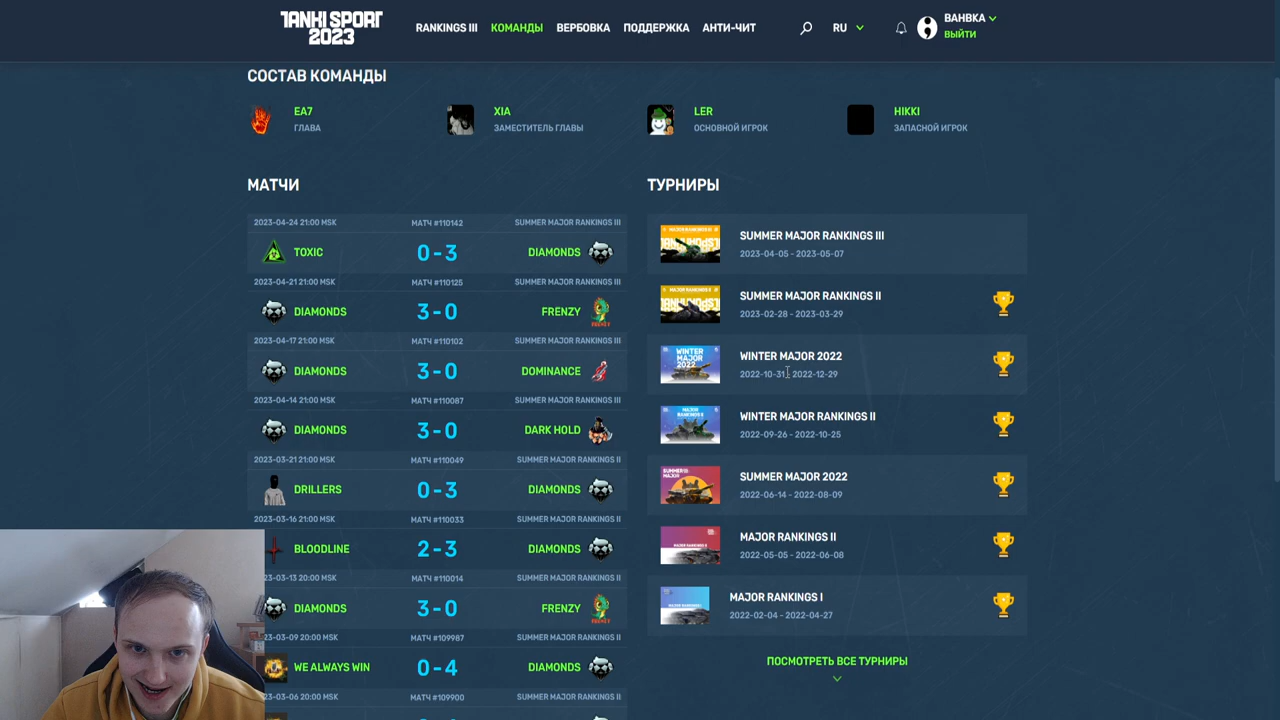 TANKI SPORT
2023
RANKINGS III
КОМАНДЫ
ВЕРБОВКА
ПОДДЕРЖКА
АНТИ-ЧИТ
RU
ВАНВКА
ВЫЙТИ
СОСТАВ КОМАНДЫ
EA7
ГЛАВА
XIA
ЗАМЕСТИТЕЛЬ ГЛАВЫ
LER
ОСНОВНОЙ ИГРОК
HIKKI
ЗАПАСНОЙ ИГРОК
МАТЧИ
2023-04-24 21:00 MSK МАТЧ #110142 SUMMER MAJOR RANKINGS III
TOXIC 0 - 3 DIAMONDS
2023-04-21 21:00 MSK МАТЧ #110125 SUMMER MAJOR RANKINGS III
DIAMONDS 3 - 0 FRENZY
2023-04-17 21:00 MSK МАТЧ #110102 SUMMER MAJOR RANKINGS III
DIAMONDS 3 - 0 DOMINANCE
2023-04-14 21:00 MSK МАТЧ #110087 SUMMER MAJOR RANKINGS III
DIAMONDS 3 - 0 DARK HOLD
2023-03-21 21:00 MSK МАТЧ #110049 SUMMER MAJOR RANKINGS II
DRILLERS 0 - 3 DIAMONDS
2023-03-16 21:00 MSK МАТЧ #110033 SUMMER MAJOR RANKINGS II
BLOODLINE 2 - 3 DIAMONDS
23-03-13 20:00 MSK МАТЧ #110014 SUMMER MAJOR RANKINGS II
DIAMONDS 3 - 0 FRENZY
23-03-09 20:00 MSK МАТЧ #109987 SUMMER MAJOR RANKINGS II
WE ALWAYS WIN 0 - 4 DIAMONDS
23-03-06 20:00 MSK МАТЧ #109900 SUMMER MAJOR RANKINGS II
ТУРНИРЫ
SUMMER MAJOR RANKINGS III
2023-04-05 - 2023-05-07
SUMMER MAJOR RANKINGS II
2023-02-28 - 2023-03-29
WINTER MAJOR 2022
2022-10-31 - 2022-12-29
WINTER MAJOR RANKINGS II
2022-09-26 - 2022-10-25
SUMMER MAJOR 2022
2022-06-14 - 2022-08-09
MAJOR RANKINGS II
2022-05-05 - 2022-06-08
MAJOR RANKINGS I
2022-02-04 - 2022-04-27
ПОСМОТРЕТЬ ВСЕ ТУРНИРЫ